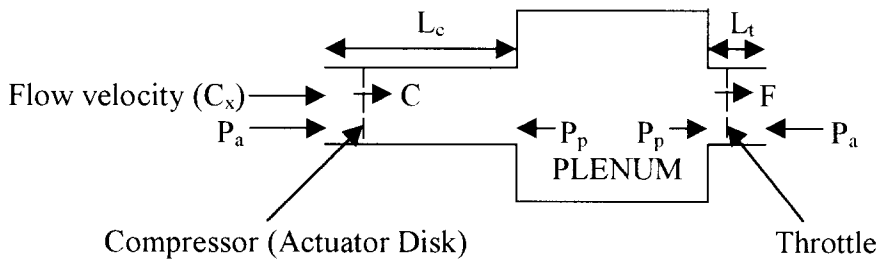 L_c
L_t
Flow velocity (C_x)
C
F
P_a
P_p
P_p
P_a
PLENUM
Compressor (Actuator Disk)
Throttle